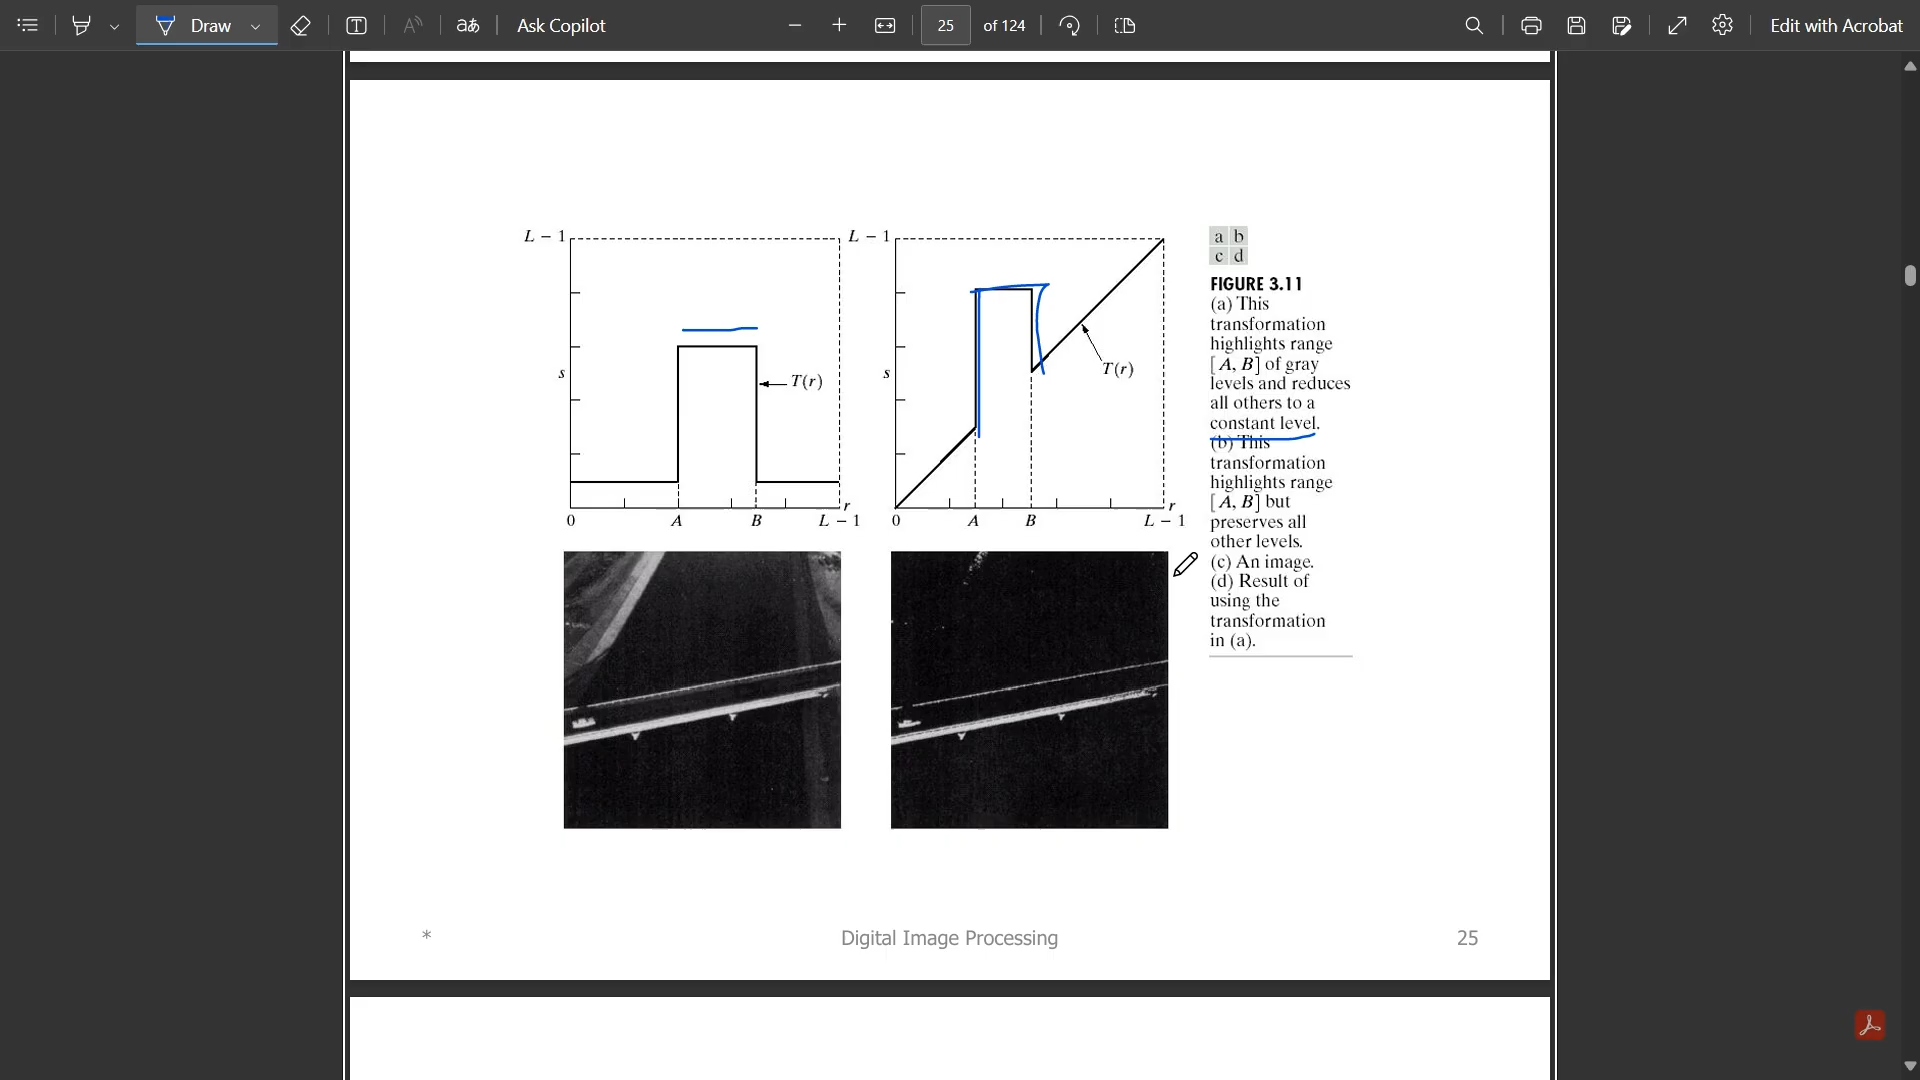 Draw
aあ
Ask Copilot
25
of 124
Edit with Acrobat
L – 1
s
T(r)
r
0
A
B
L – 1
L – 1
s
T(r)
r
0
A
B
L – 1
a b
c d
FIGURE 3.11
(a) This
transformation
highlights range
[A, B] of gray
levels and reduces
all others to a
constant level.
(b) This
transformation
highlights range
[A, B] but
preserves all
other levels.
(c) An image.
(d) Result of
using the
transformation
in (a).
*
Digital Image Processing
25